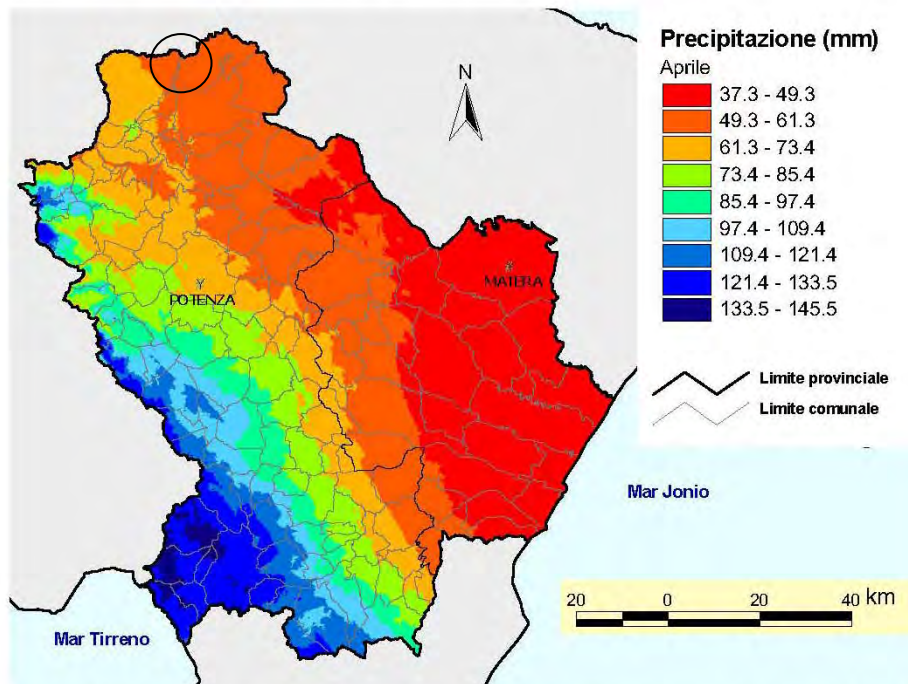 Precipitazione (mm)
Aprile
37.3 - 49.3
49.3 - 61.3
61.3 - 73.4
73.4 - 85.4
85.4 - 97.4
97.4 - 109.4
109.4 - 121.4
121.4 - 133.5
133.5 - 145.5
Limite provinciale
Limite comunale
N
MATERA
POTENZA
Mar Jonio
Mar Tirreno
20 0 20 40 km